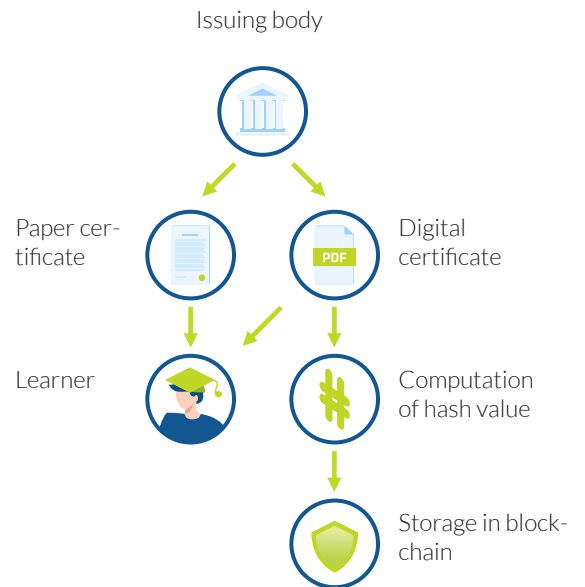 Issuing body
Paper cer-
tificate
Digital
certificate
PDF
Learner
Computation
of hash value
Storage in block-
chain